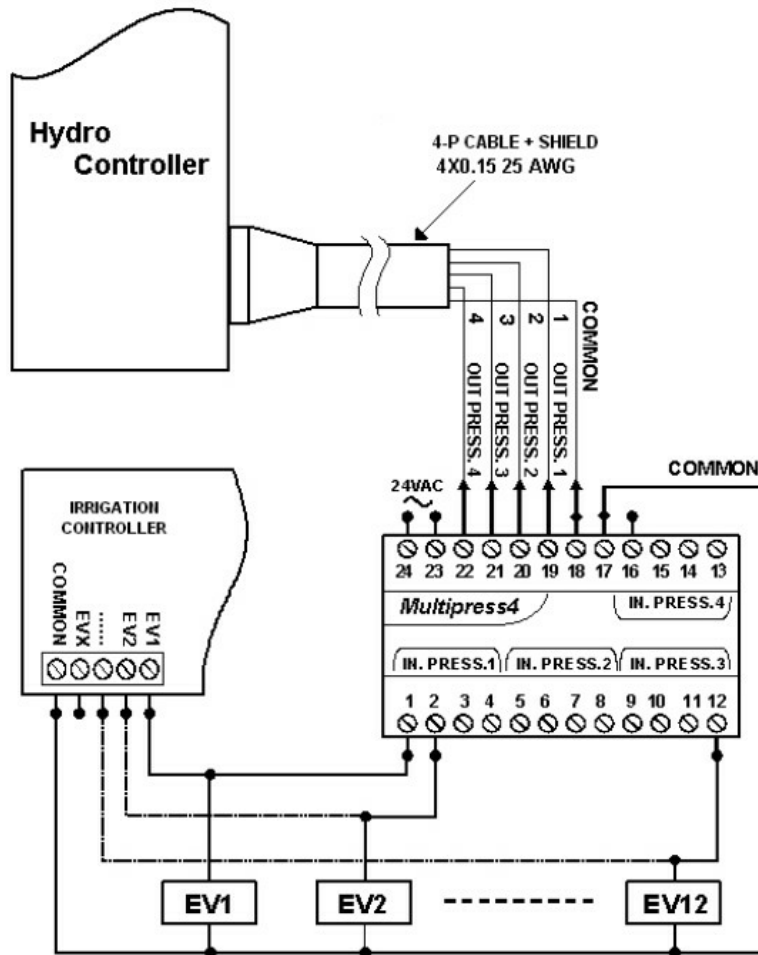 Hydro
Controller
4-P CABLE + SHIELD
4X0.15 25 AWG
4
3
2
1
COMMON
OUT PRESS. 4
OUT PRESS. 3
OUT PRESS. 2
OUT PRESS. 1
COMMON
24VAC
24 23 22 21 20 19 18 17 16 15 14 13
Multipress4
IN. PRESS.4
IN. PRESS.1 IN. PRESS.2 IN. PRESS.3
1 2 3 4 5 6 7 8 9 10 11 12
IRRIGATION
CONTROLLER
COMMON
EVX
.....
EV2
EV1
EV1
EV2
EV12